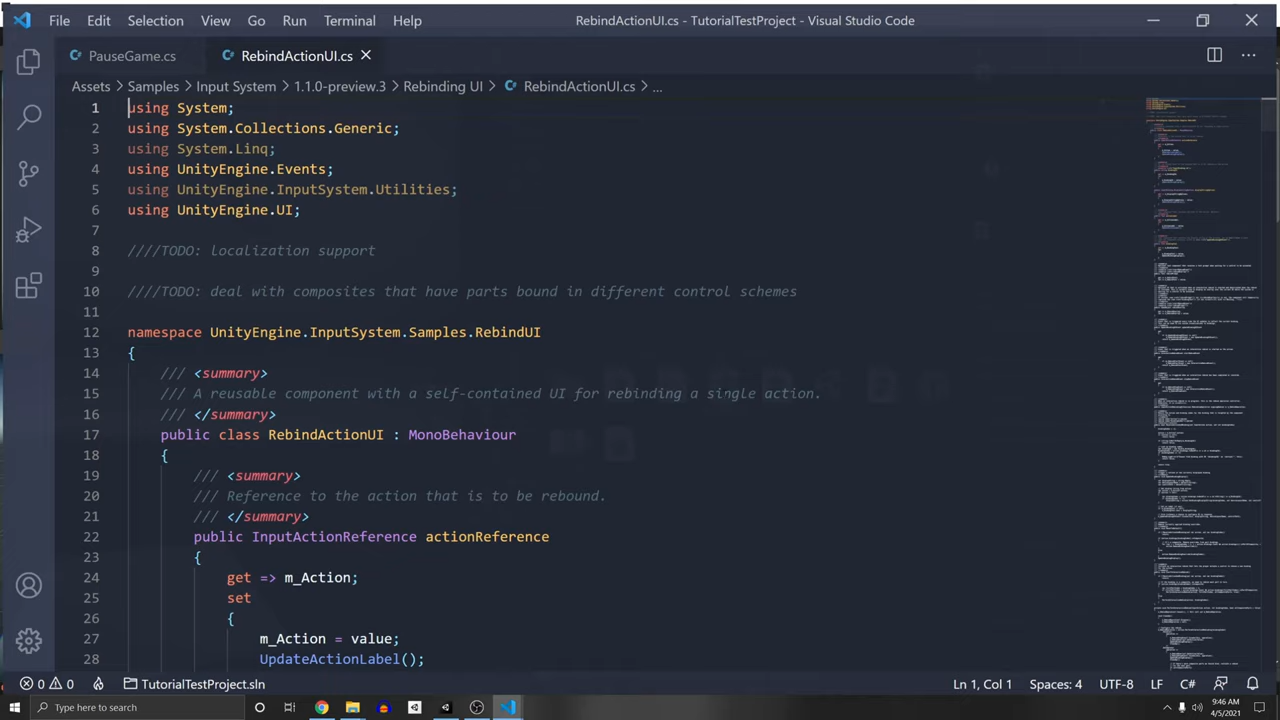 File Edit Selection View Go Run Terminal Help RebindActionUI.cs - TutorialTestProject - Visual Studio Code
PauseGame.cs RebindActionUI.cs
Assets > Samples > Input System > 1.1.0-preview.3 > Rebinding UI > RebindActionUI.cs > ...
1 using System;
2 using System.Collections.Generic;
3 using System.Linq;
4 using UnityEngine.Events;
5 using UnityEngine.InputSystem.Utilities;
6 using UnityEngine.UI;
7
8 ////TODO: localization support
9
10 ////TODO: deal with composites that have parts bound in different control schemes
11
12 namespace UnityEngine.InputSystem.Samples.RebindUI
13 {
14 /// <summary>
15 /// A reusable component with a self-contained UI for rebinding a single action.
16 /// </summary>
17 public class RebindActionUI : MonoBehaviour
18 {
19 /// <summary>
20 /// Reference to the action that is to be rebound.
21 /// </summary>
22 public InputActionReference actionReference
23 {
24 get => m_Action;
25 set
26 {
27 m_Action = value;
28 UpdateActionLabel();
0 0 TutorialTestProject.sln Ln 1, Col 1 Spaces: 4 UTF-8 LF C#
Type here to search 9:46 AM
4/5/2021